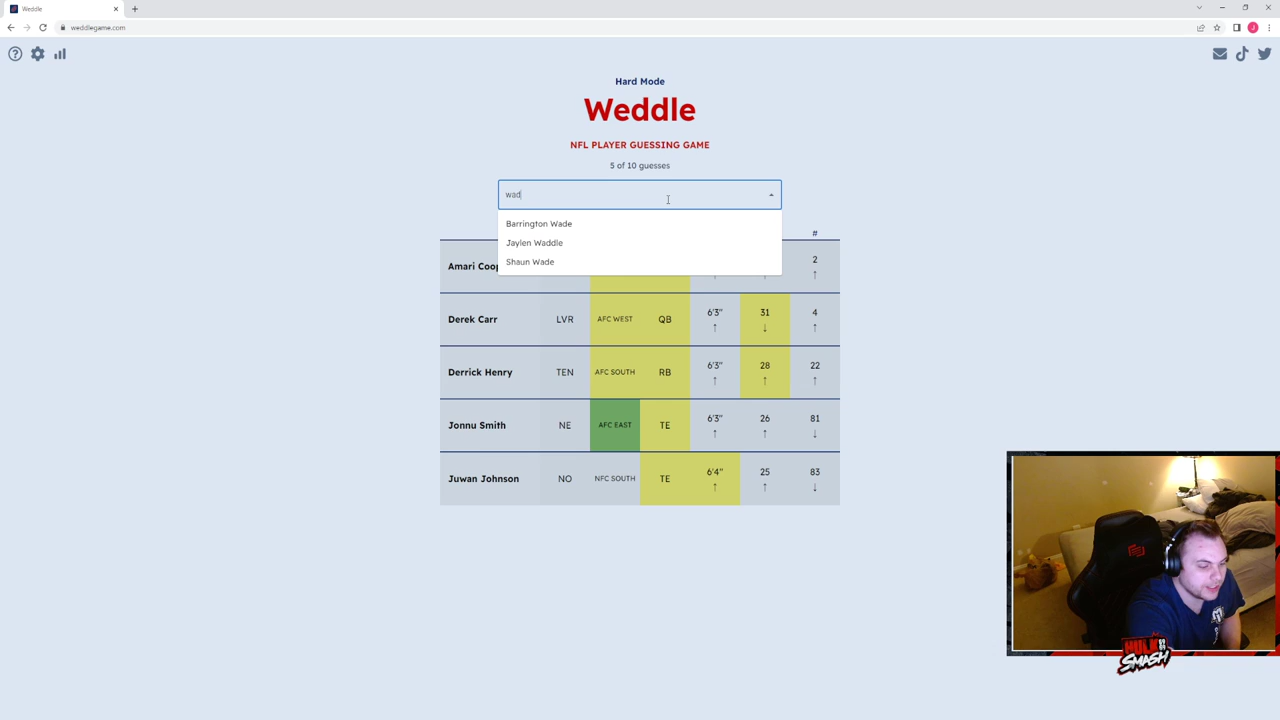 Weddle
weddlegame.com
Hard Mode
Weddle
NFL PLAYER GUESSING GAME
5 of 10 guesses
wad
Barrington Wade
Jaylen Waddle
Shaun Wade
#
Amari Coop 2
↑
Derek Carr LVR AFC WEST QB 6'3" 31 4
↑ ↓ ↑
Derrick Henry TEN AFC SOUTH RB 6'3" 28 22
↑ ↑ ↑
Jonnu Smith NE AFC EAST TE 6'3" 26 81
↑ ↑ ↓
Juwan Johnson NO NFC SOUTH TE 6'4" 25 83
↑ ↑ ↓
HULK
SMASH